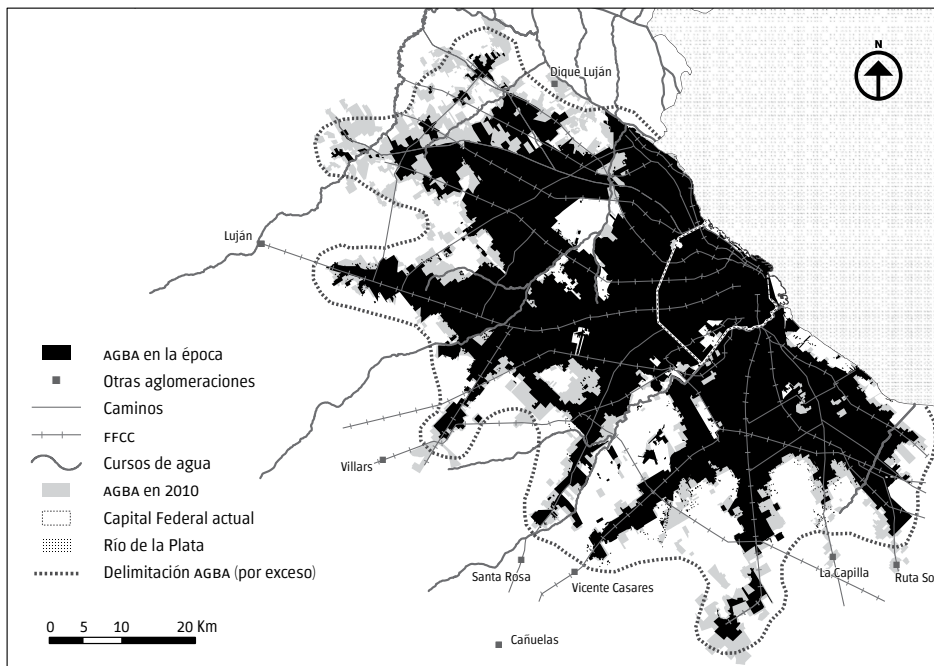 N
Dique Luján
Luján
AGBA en la época
Otras aglomeraciones
Caminos
FFCC
Cursos de agua
AGBA en 2010
Capital Federal actual
Río de la Plata
Delimitación AGBA (por exceso)
Villars
Santa Rosa
Vicente Casares
La Capilla
Ruta So
Cañuelas
0 5 10 20 Km